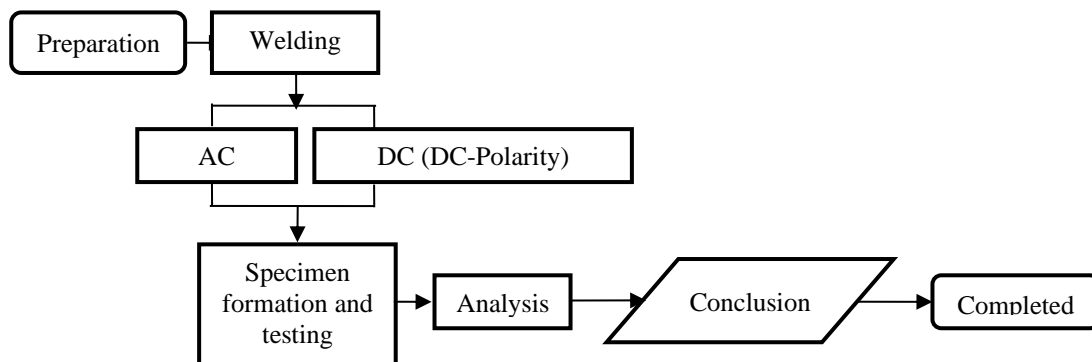 Preparation
Welding
AC
DC (DC-Polarity)
Specimen
formation and
testing
Analysis
Conclusion
Completed